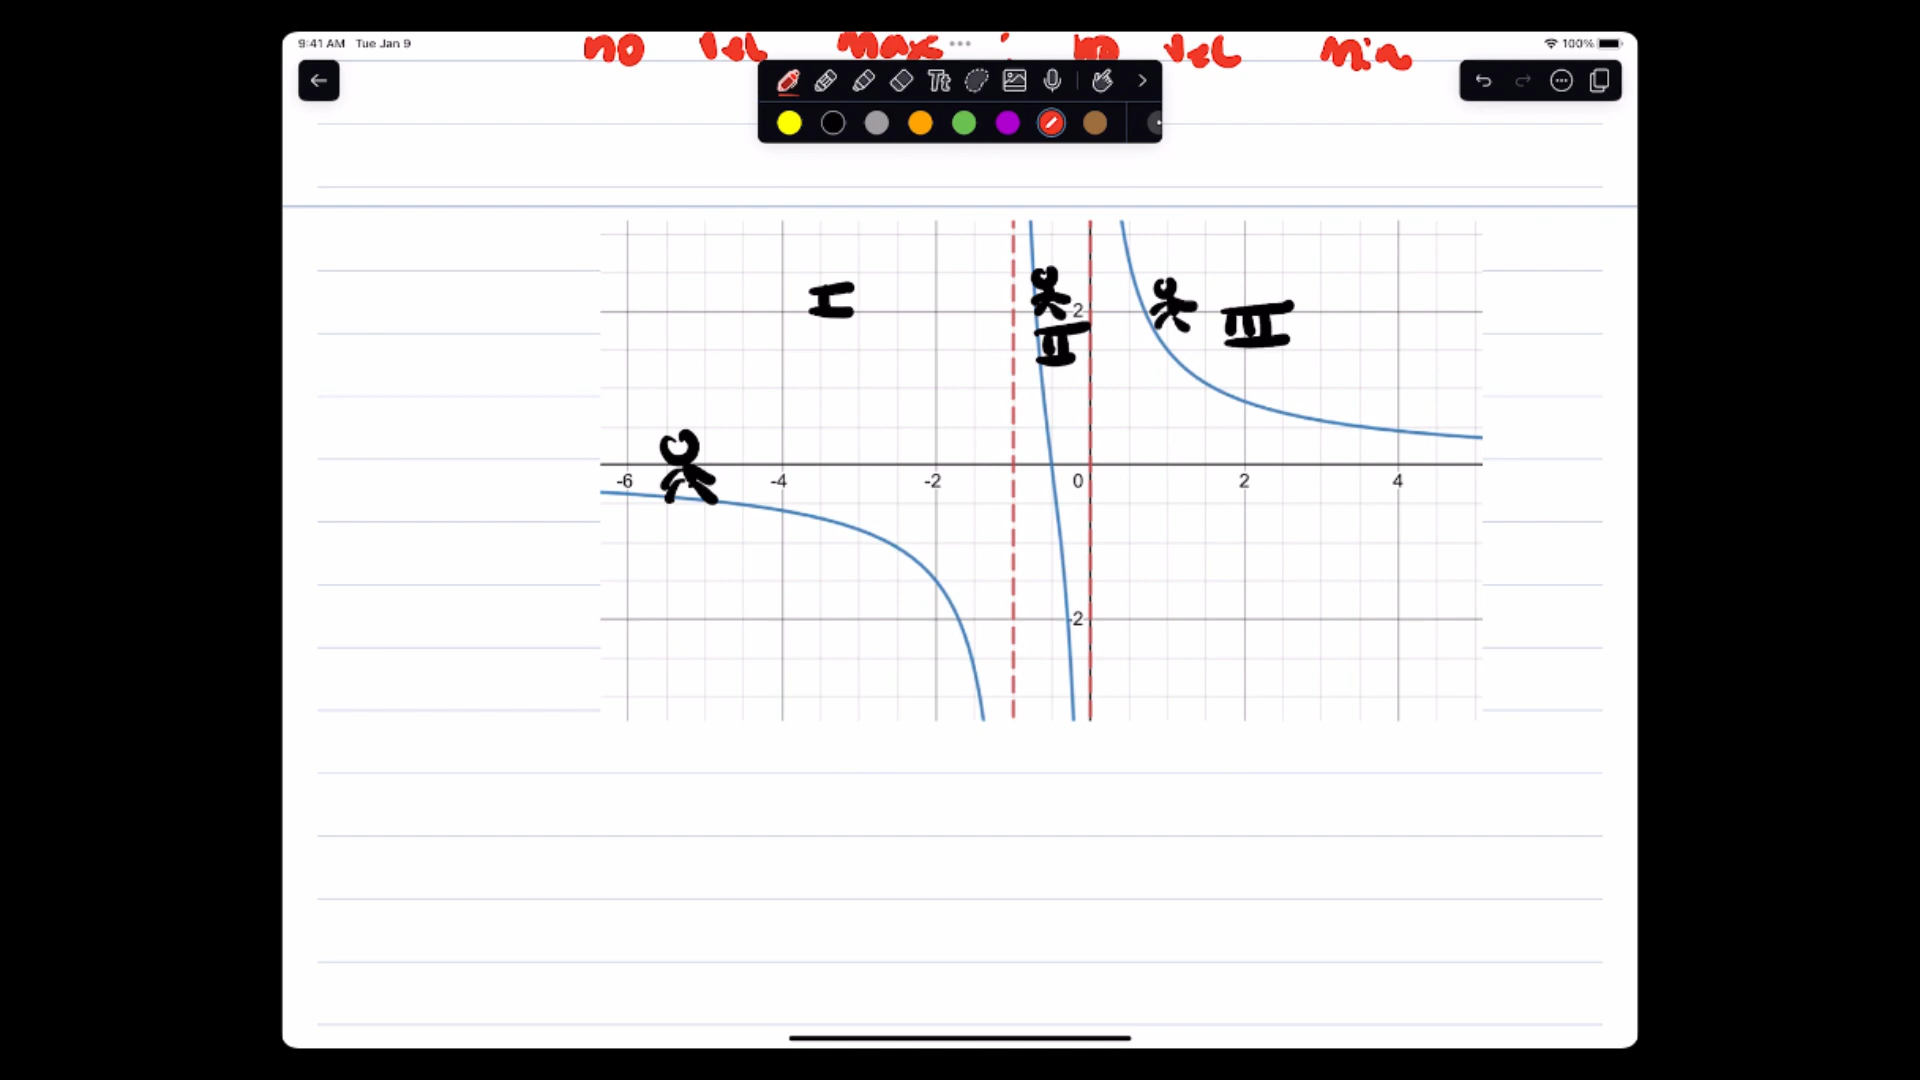 9:41 AM Tue Jan 9
100%
no rel max ; no rel min
Tt
I
2
II
III
-6 -4 -2 0 2 4
-2